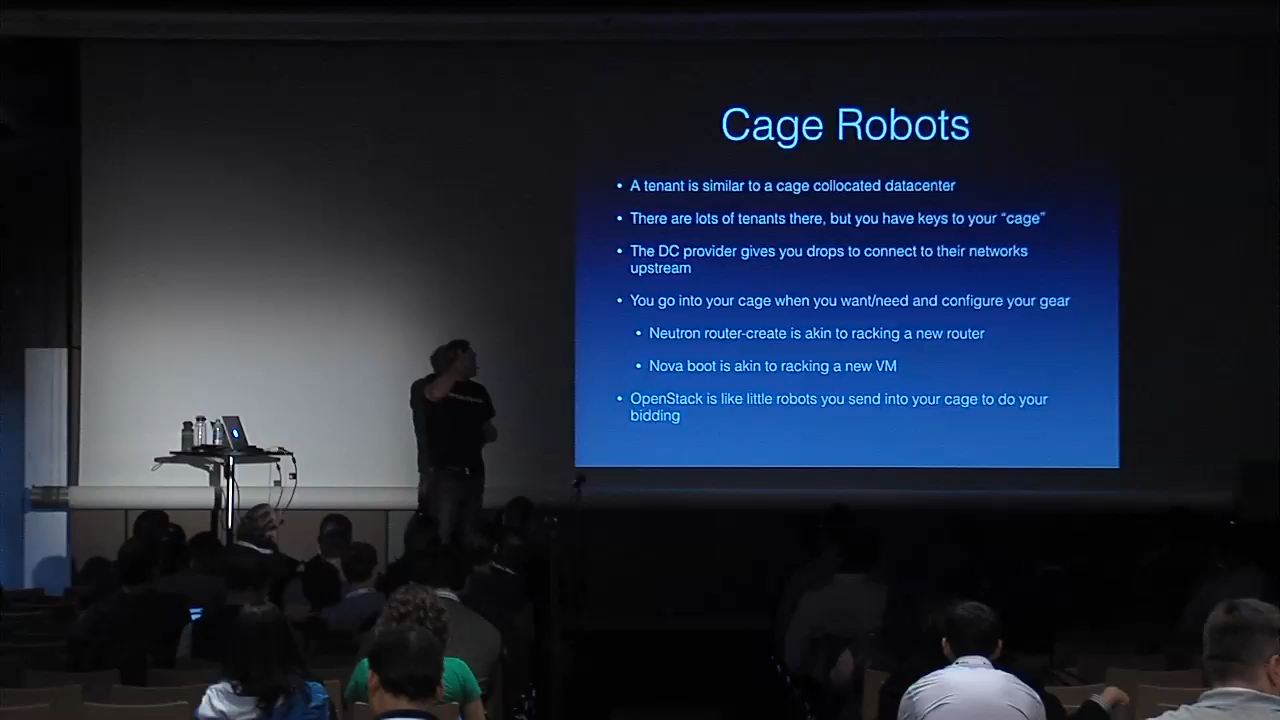 Cage Robots
• A tenant is similar to a cage collocated datacenter
• There are lots of tenants there, but you have keys to your “cage”
• The DC provider gives you drops to connect to their networks
upstream
• You go into your cage when you want/need and configure your gear
• Neutron router-create is akin to racking a new router
• Nova boot is akin to racking a new VM
• OpenStack is like little robots you send into your cage to do your
bidding